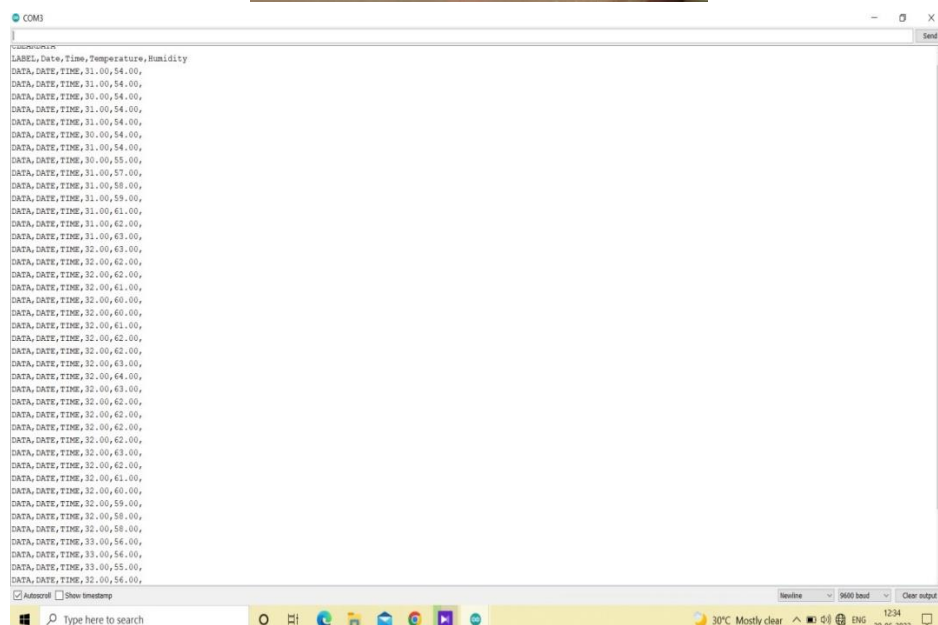 COM3
Send
CLEARDATA
LABEL,Date,Time,Temperature,Humidity
DATA,DATE,TIME,31.00,54.00,
DATA,DATE,TIME,31.00,54.00,
DATA,DATE,TIME,30.00,54.00,
DATA,DATE,TIME,31.00,54.00,
DATA,DATE,TIME,31.00,54.00,
DATA,DATE,TIME,30.00,54.00,
DATA,DATE,TIME,31.00,54.00,
DATA,DATE,TIME,30.00,55.00,
DATA,DATE,TIME,31.00,57.00,
DATA,DATE,TIME,31.00,58.00,
DATA,DATE,TIME,31.00,59.00,
DATA,DATE,TIME,31.00,61.00,
DATA,DATE,TIME,31.00,62.00,
DATA,DATE,TIME,31.00,63.00,
DATA,DATE,TIME,32.00,63.00,
DATA,DATE,TIME,32.00,62.00,
DATA,DATE,TIME,32.00,62.00,
DATA,DATE,TIME,32.00,61.00,
DATA,DATE,TIME,32.00,60.00,
DATA,DATE,TIME,32.00,60.00,
DATA,DATE,TIME,32.00,61.00,
DATA,DATE,TIME,32.00,62.00,
DATA,DATE,TIME,32.00,62.00,
DATA,DATE,TIME,32.00,63.00,
DATA,DATE,TIME,32.00,64.00,
DATA,DATE,TIME,32.00,63.00,
DATA,DATE,TIME,32.00,62.00,
DATA,DATE,TIME,32.00,62.00,
DATA,DATE,TIME,32.00,62.00,
DATA,DATE,TIME,32.00,62.00,
DATA,DATE,TIME,32.00,63.00,
DATA,DATE,TIME,32.00,62.00,
DATA,DATE,TIME,32.00,61.00,
DATA,DATE,TIME,32.00,60.00,
DATA,DATE,TIME,32.00,59.00,
DATA,DATE,TIME,32.00,58.00,
DATA,DATE,TIME,32.00,58.00,
DATA,DATE,TIME,33.00,56.00,
DATA,DATE,TIME,33.00,56.00,
DATA,DATE,TIME,33.00,55.00,
DATA,DATE,TIME,32.00,56.00,
Autoscroll Show timestamp Newline 9600 baud Clear output
Type here to search 30°C Mostly clear ENG 12:34